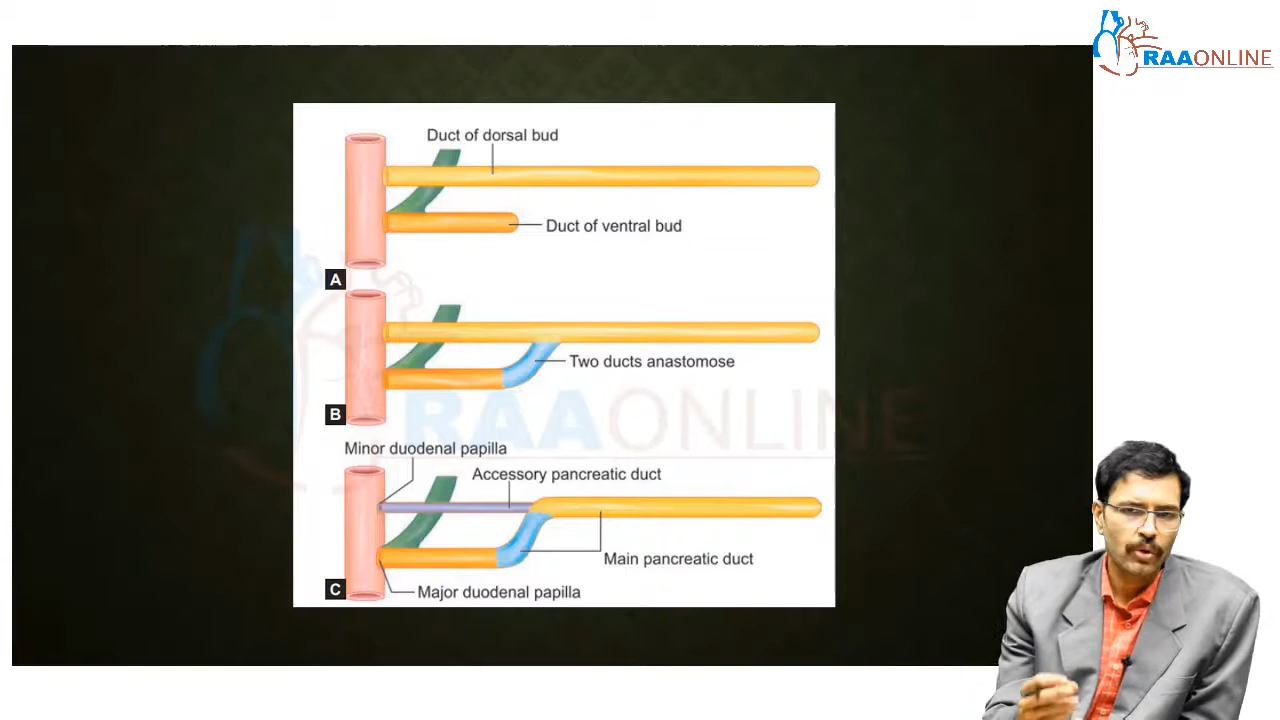 RAAONLINE
Duct of dorsal bud
Duct of ventral bud
A
Two ducts anastomose
B
RAAONLINE
Minor duodenal papilla
Accessory pancreatic duct
Main pancreatic duct
C
Major duodenal papilla